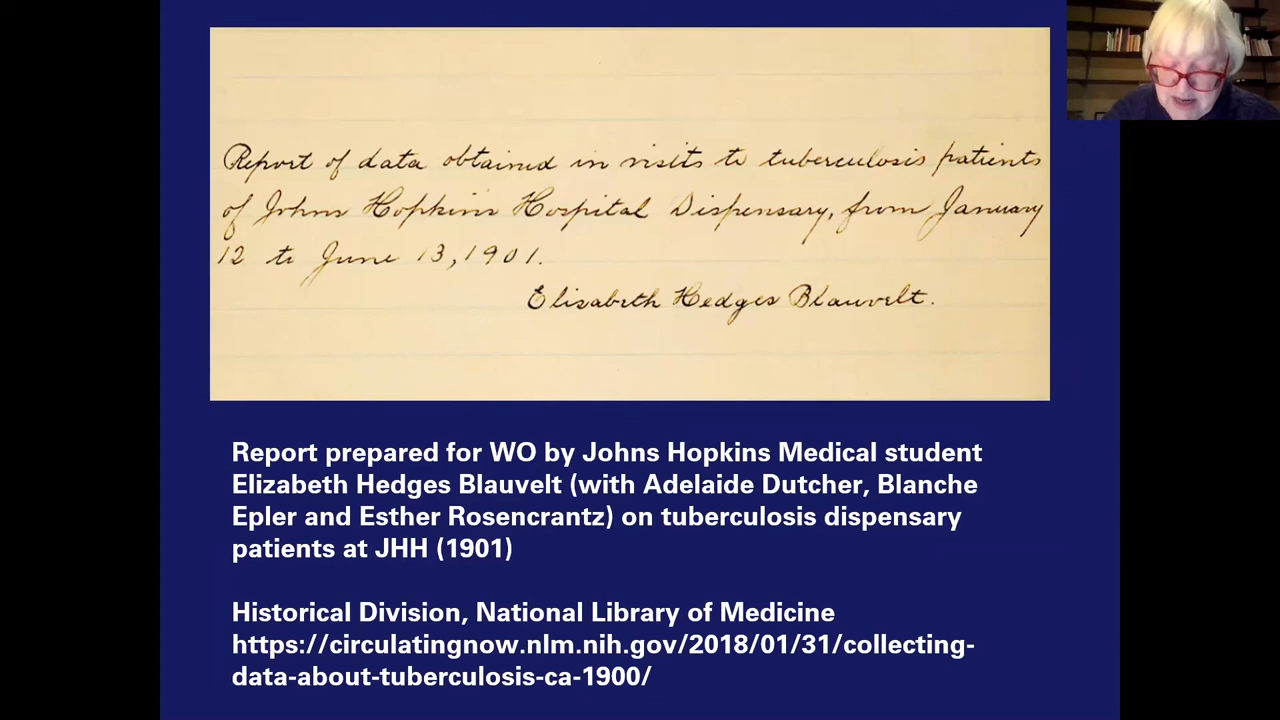 Report of data obtained in visits to tuberculosis patients
of Johns Hopkins Hospital Dispensary, from January
12 to June 13, 1901.
Elizabeth Hedges Blauvelt.
Report prepared for WO by Johns Hopkins Medical student
Elizabeth Hedges Blauvelt (with Adelaide Dutcher, Blanche
Epler and Esther Rosencrantz) on tuberculosis dispensary
patients at JHH (1901)
Historical Division, National Library of Medicine
https://circulatingnow.nlm.nih.gov/2018/01/31/collecting-
data-about-tuberculosis-ca-1900/